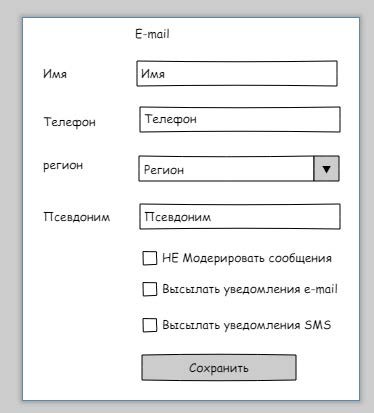 E-mail
Имя Имя
Телефон Телефон
регион Регион
Псевдоним Псевдоним
НЕ Модерировать сообщения
Высылать уведомления e-mail
Высылать уведомления SMS
Сохранить